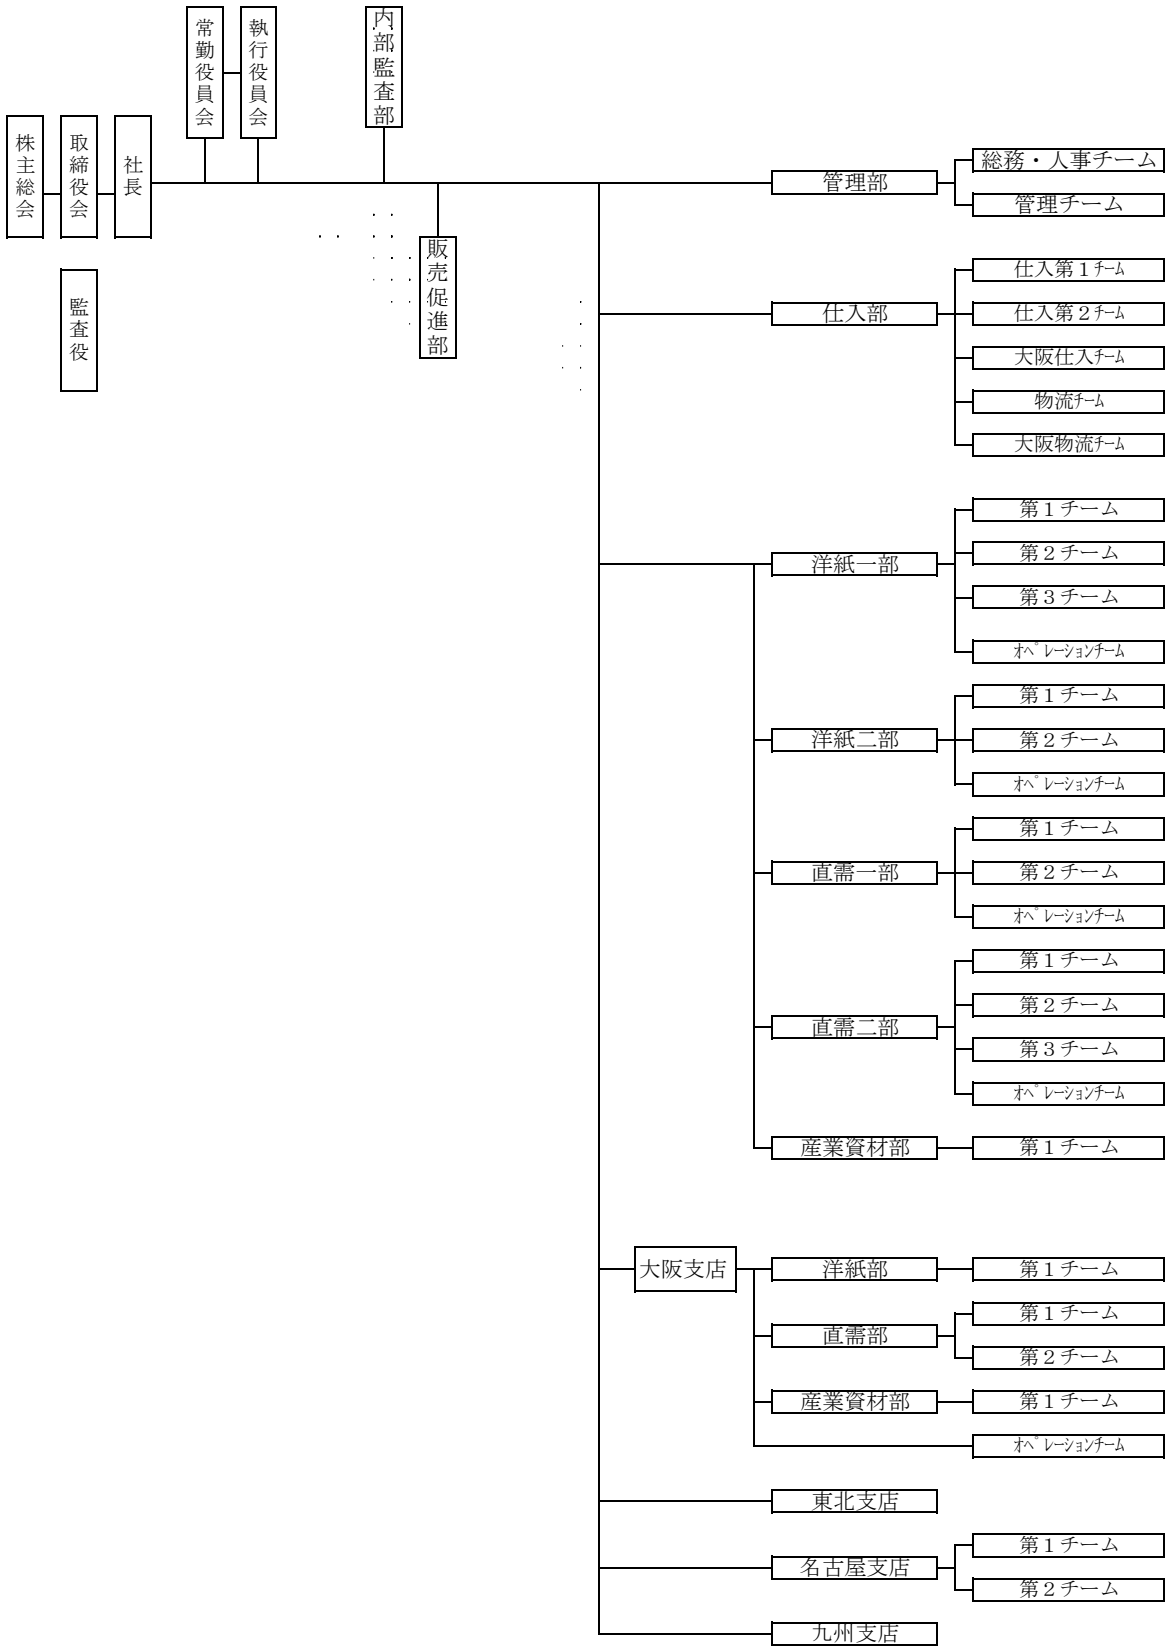 常勤役員会
執行役員会
内部監査部
株主総会
取締役会
社長
監査役
販売促進部
管理部
総務・人事チーム
管理チーム
仕入部
仕入第１ﾁｰﾑ
仕入第２ﾁｰﾑ
大阪仕入ﾁｰﾑ
物流ﾁｰﾑ
大阪物流ﾁｰﾑ
洋紙一部
第１チーム
第２チーム
第３チーム
ｵﾍﾟﾚｰｼｮﾝﾁｰﾑ
洋紙二部
第１チーム
第２チーム
ｵﾍﾟﾚｰｼｮﾝﾁｰﾑ
直需一部
第１チーム
第２チーム
ｵﾍﾟﾚｰｼｮﾝﾁｰﾑ
直需二部
第１チーム
第２チーム
第３チーム
ｵﾍﾟﾚｰｼｮﾝﾁｰﾑ
産業資材部
第１チーム
大阪支店
洋紙部
第１チーム
直需部
第１チーム
第２チーム
産業資材部
第１チーム
ｵﾍﾟﾚｰｼｮﾝﾁｰﾑ
東北支店
名古屋支店
第１チーム
第２チーム
九州支店